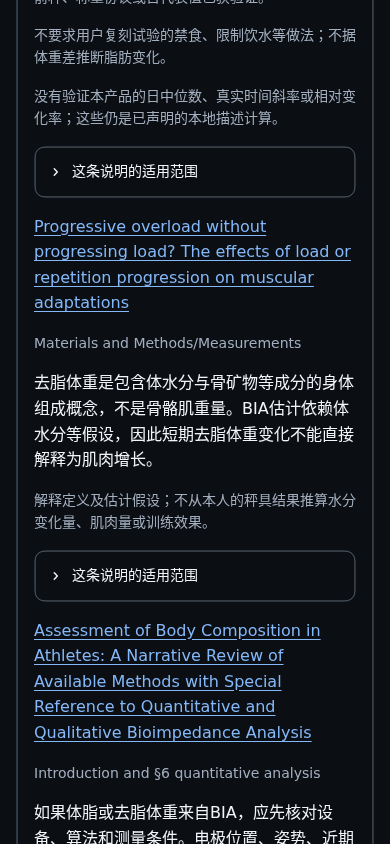 不要求用户复刻试验的禁食、限制饮水等做法；不据
体重差推断脂肪变化。
没有验证本产品的日中位数、真实时间斜率或相对变
化率；这些仍是已声明的本地描述计算。
这条说明的适用范围
Progressive overload without
progressing load? The effects of load or
repetition progression on muscular
adaptations
Materials and Methods/Measurements
去脂体重是包含体水分与骨矿物等成分的身体
组成概念，不是骨骼肌重量。BIA估计依赖体
水分等假设，因此短期去脂体重变化不能直接
解释为肌肉增长。
解释定义及估计假设；不从本人的秤具结果推算水分
变化量、肌肉量或训练效果。
这条说明的适用范围
Assessment of Body Composition in
Athletes: A Narrative Review of
Available Methods with Special
Reference to Quantitative and
Qualitative Bioimpedance Analysis
Introduction and §6 quantitative analysis
如果体脂或去脂体重来自BIA，应先核对设
备、算法和测量条件。电极位置、姿势、近期